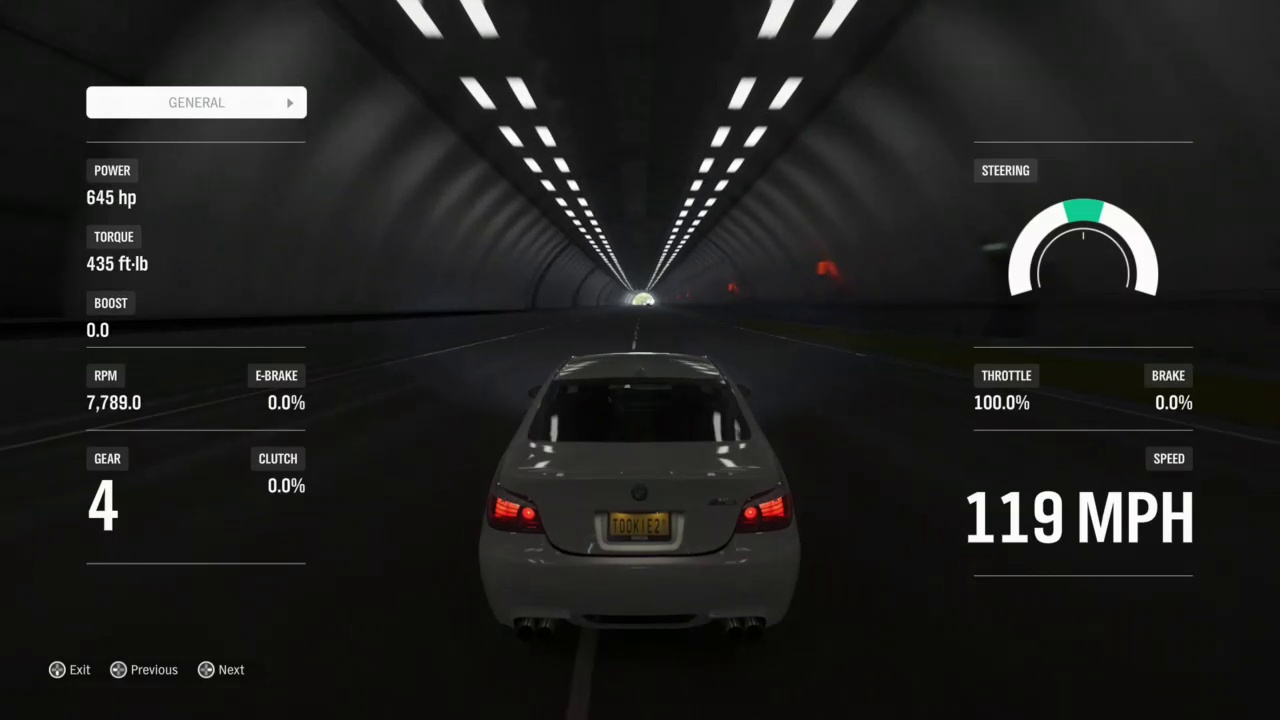 GENERAL
POWER
645 hp
TORQUE
435 ft·lb
BOOST
0.0
RPM
7,789.0
E-BRAKE
0.0%
GEAR
4
CLUTCH
0.0%
STEERING
THROTTLE
100.0%
BRAKE
0.0%
SPEED
119 MPH
TOOKIE2
Exit
Previous
Next